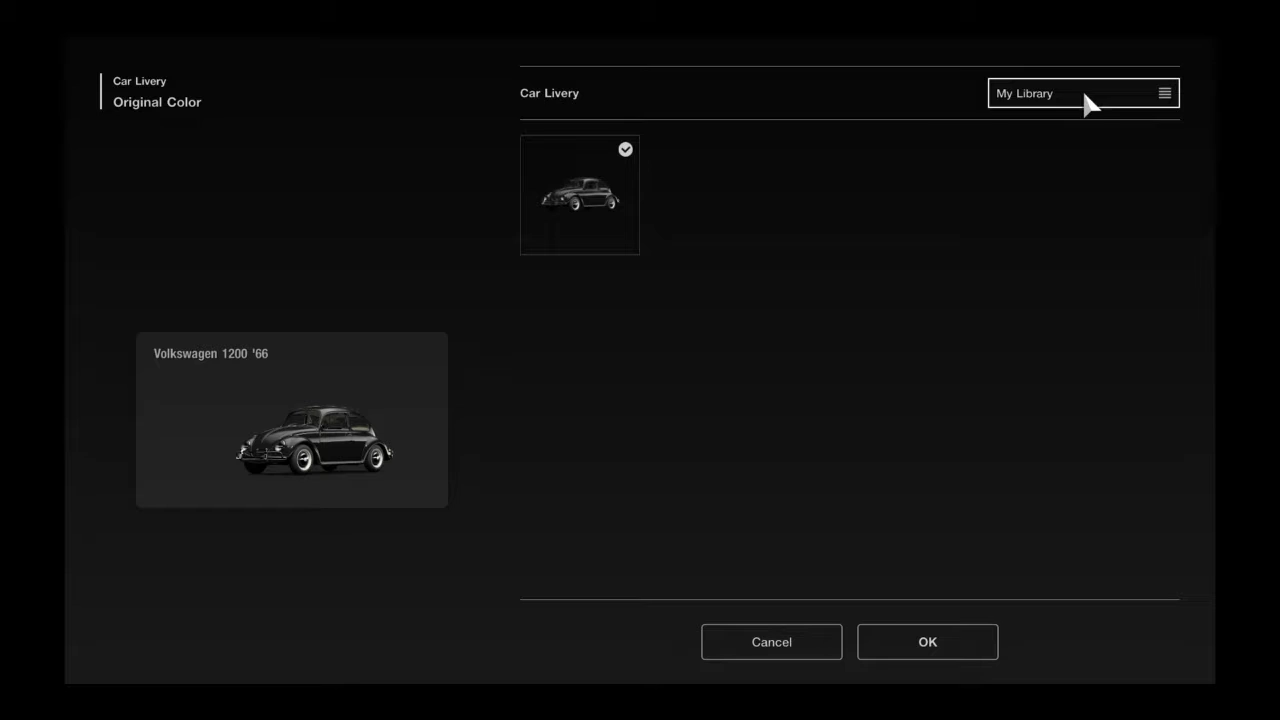 Car Livery
Original Color
Car Livery
My Library
Volkswagen 1200 '66
Cancel
OK